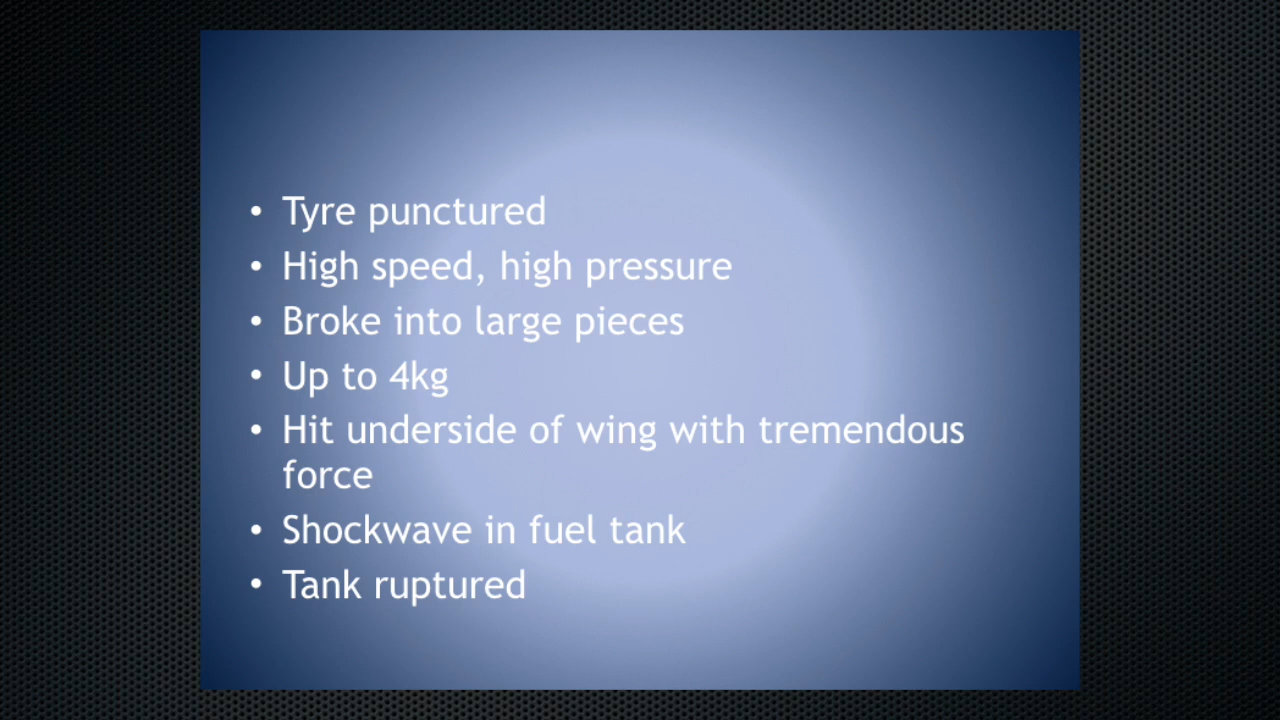 • Tyre punctured
• High speed, high pressure
• Broke into large pieces
• Up to 4kg
• Hit underside of wing with tremendous
force
• Shockwave in fuel tank
• Tank ruptured